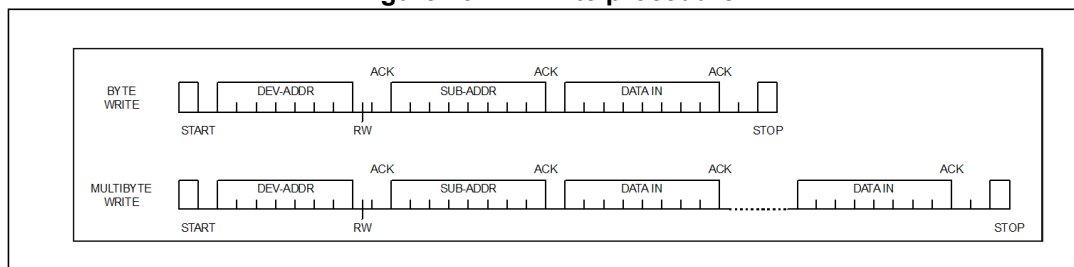 ACK ACK ACK
BYTE WRITE DEV-ADDR SUB-ADDR DATA IN
START RW STOP
ACK ACK ACK ACK
MULTIBYTE WRITE DEV-ADDR SUB-ADDR DATA IN DATA IN
START RW STOP